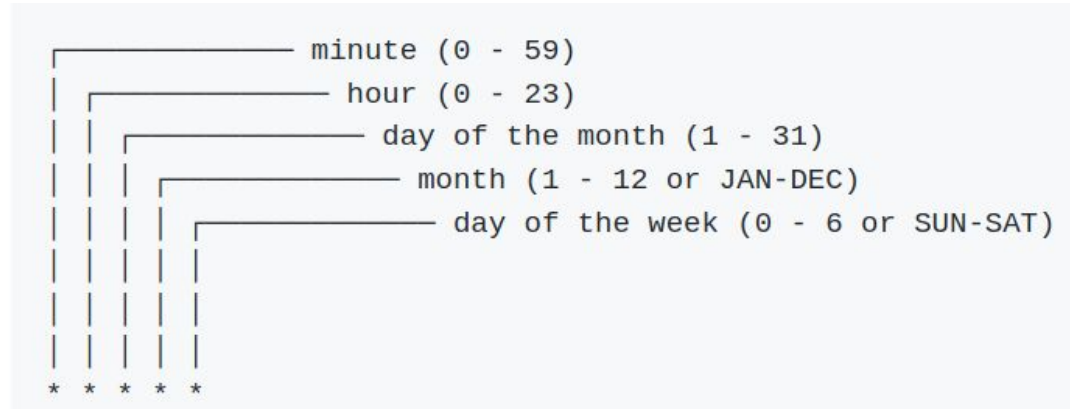 minute (0 - 59)
hour (0 - 23)
day of the month (1 - 31)
month (1 - 12 or JAN-DEC)
day of the week (0 - 6 or SUN-SAT)
* * * * *